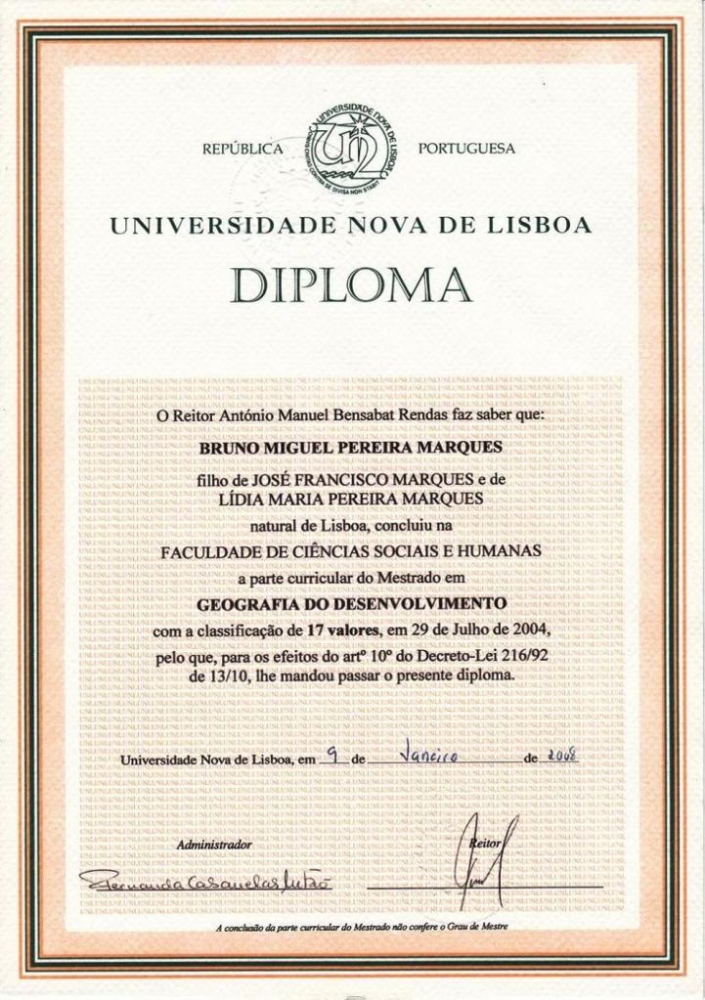 REPÚBLICA PORTUGUESA
UNIVERSIDADE NOVA DE LISBOA
UNIVERSIDADE NOVA DE LISBOA
DIPLOMA
O Reitor António Manuel Bensabat Rendas faz saber que:
BRUNO MIGUEL PEREIRA MARQUES
filho de JOSÉ FRANCISCO MARQUES e de
LÍDIA MARIA PEREIRA MARQUES
natural de Lisboa, concluiu na
FACULDADE DE CIÊNCIAS SOCIAIS E HUMANAS
a parte curricular do Mestrado em
GEOGRAFIA DO DESENVOLVIMENTO
com a classificação de 17 valores, em 29 de Julho de 2004,
pelo que, para os efeitos do artº 10º do Decreto-Lei 216/92
de 13/10, lhe mandou passar o presente diploma.
Universidade Nova de Lisboa, em 9 de Janeiro de 2008
Administrador Reitor
Fernanda
A conclusão da parte curricular do Mestrado não confere o Grau de Mestre